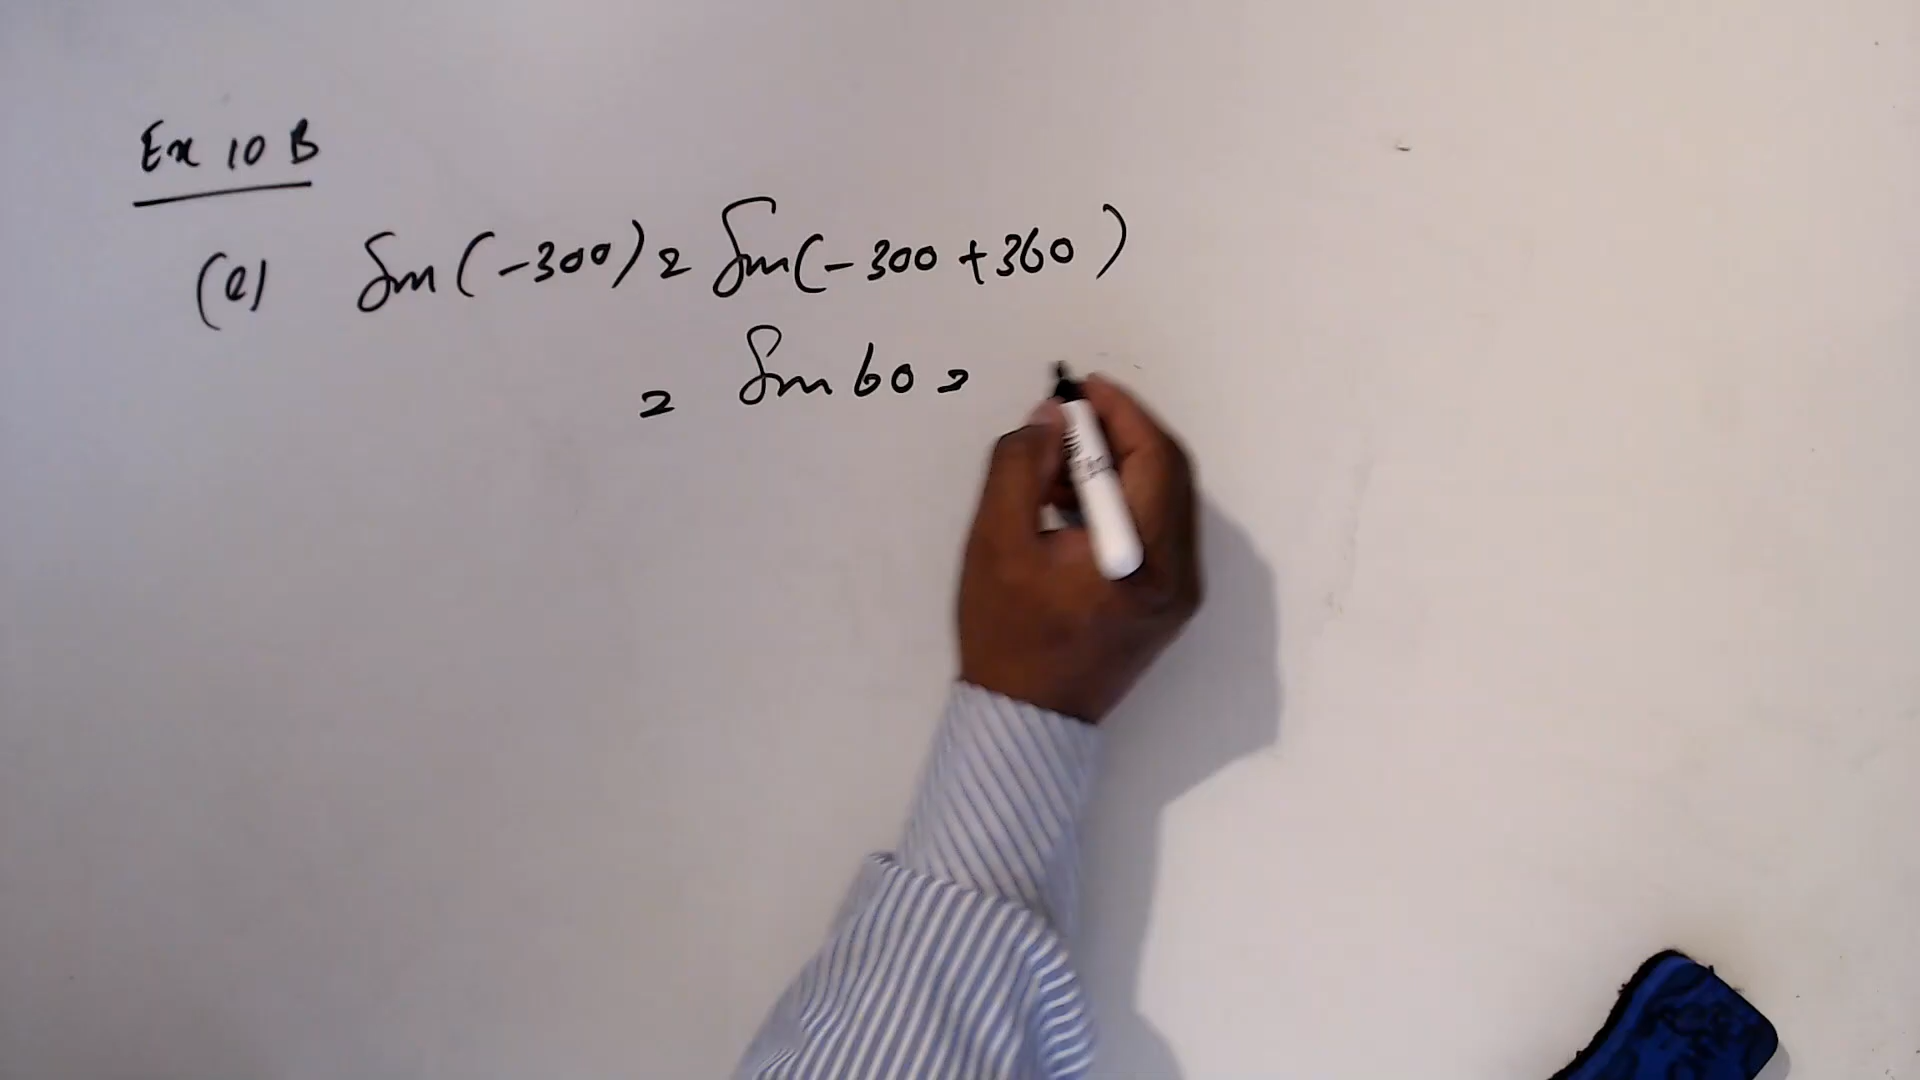 Ex 10 B
(e) Sin(-300) = Sin(-300 +360)
= Sin 60 =